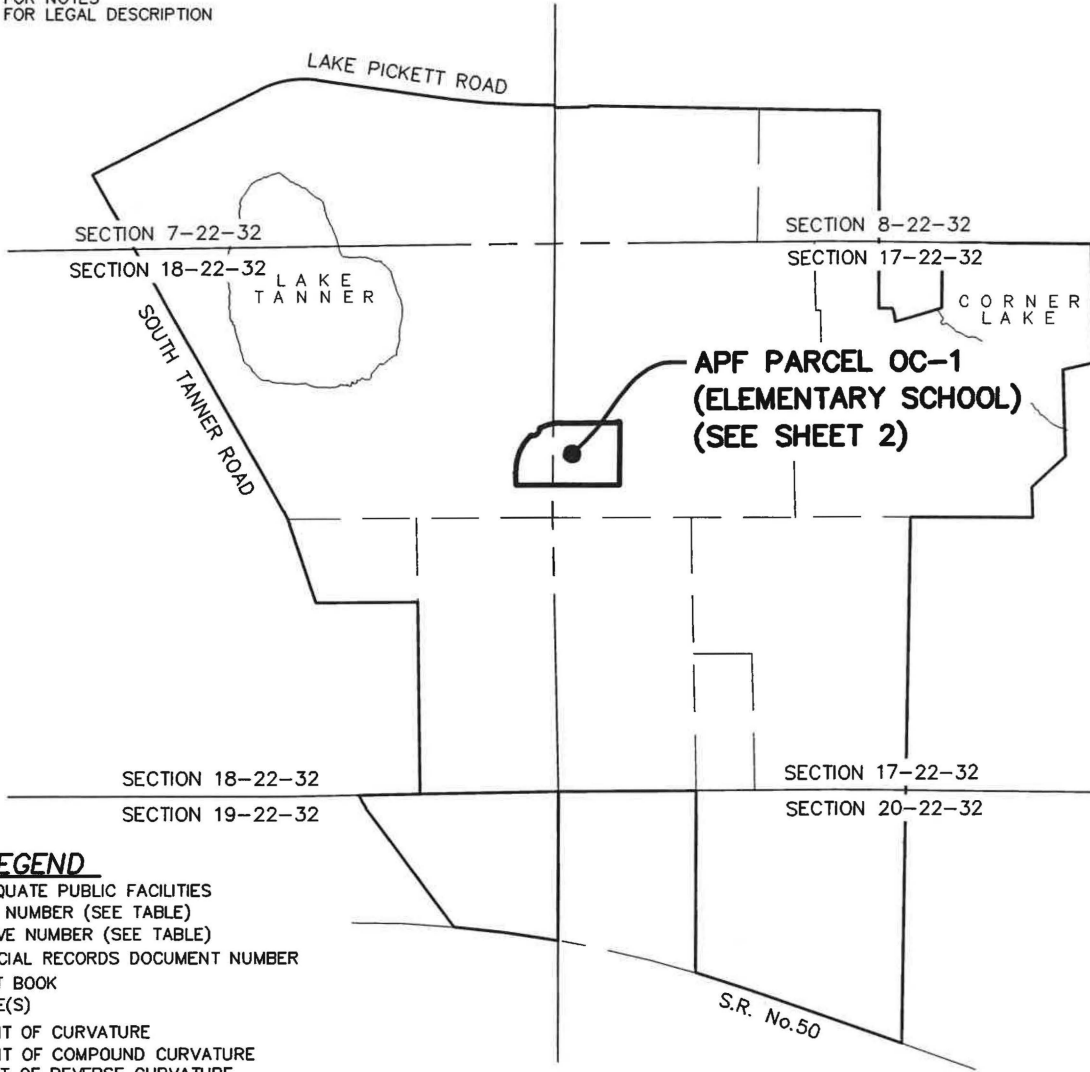 FOR NOTES
FOR LEGAL DESCRIPTION
LAKE PICKETT ROAD
SECTION 7-22-32
SECTION 18-22-32
SECTION 8-22-32
SECTION 17-22-32
LAKE
TANNER
CORNER
LAKE
SOUTH TANNER ROAD
APF PARCEL OC-1
(ELEMENTARY SCHOOL)
(SEE SHEET 2)
SECTION 18-22-32
SECTION 19-22-32
SECTION 17-22-32
SECTION 20-22-32
S.R. No.50
EGEND
QUATE PUBLIC FACILITIES
NUMBER (SEE TABLE)
VE NUMBER (SEE TABLE)
CIAL RECORDS DOCUMENT NUMBER
T BOOK
E(S)
IT OF CURVATURE
IT OF COMPOUND CURVATURE